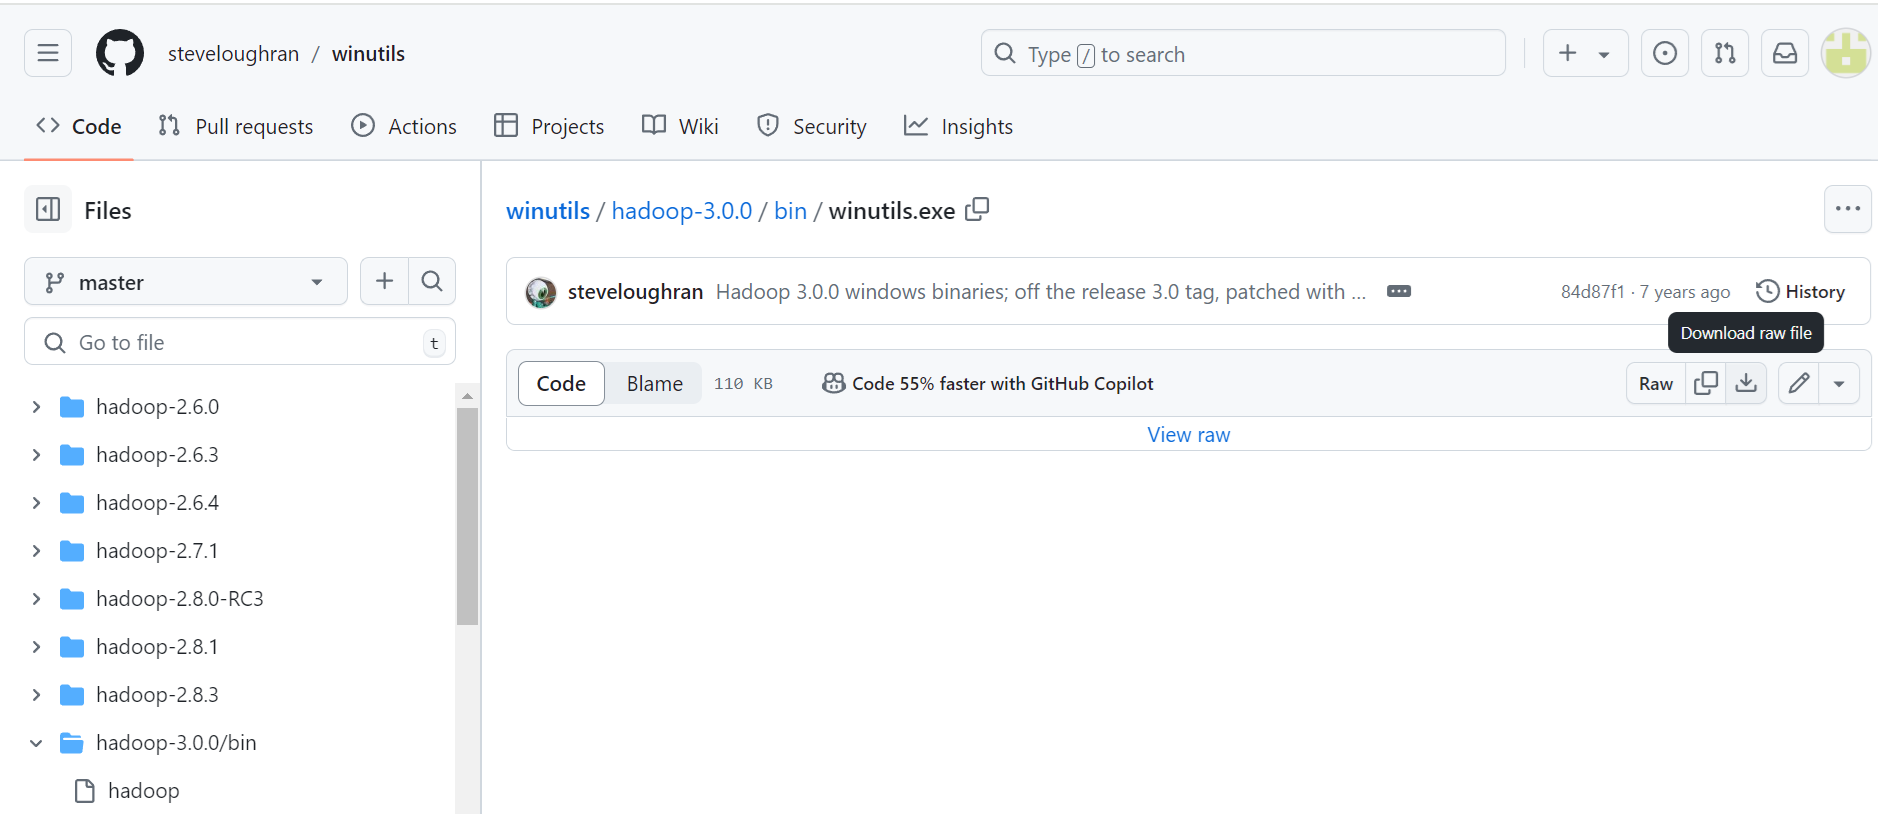 steveloughran / winutils
Type / to search
Code Pull requests Actions Projects Wiki Security Insights
Files
master
Go to file t
hadoop-2.6.0
hadoop-2.6.3
hadoop-2.6.4
hadoop-2.7.1
hadoop-2.8.0-RC3
hadoop-2.8.1
hadoop-2.8.3
hadoop-3.0.0/bin
hadoop
winutils / hadoop-3.0.0 / bin / winutils.exe
steveloughran Hadoop 3.0.0 windows binaries; off the release 3.0 tag, patched with ... 84d87f1 · 7 years ago History
Download raw file
Code Blame 110 KB Code 55% faster with GitHub Copilot Raw
View raw